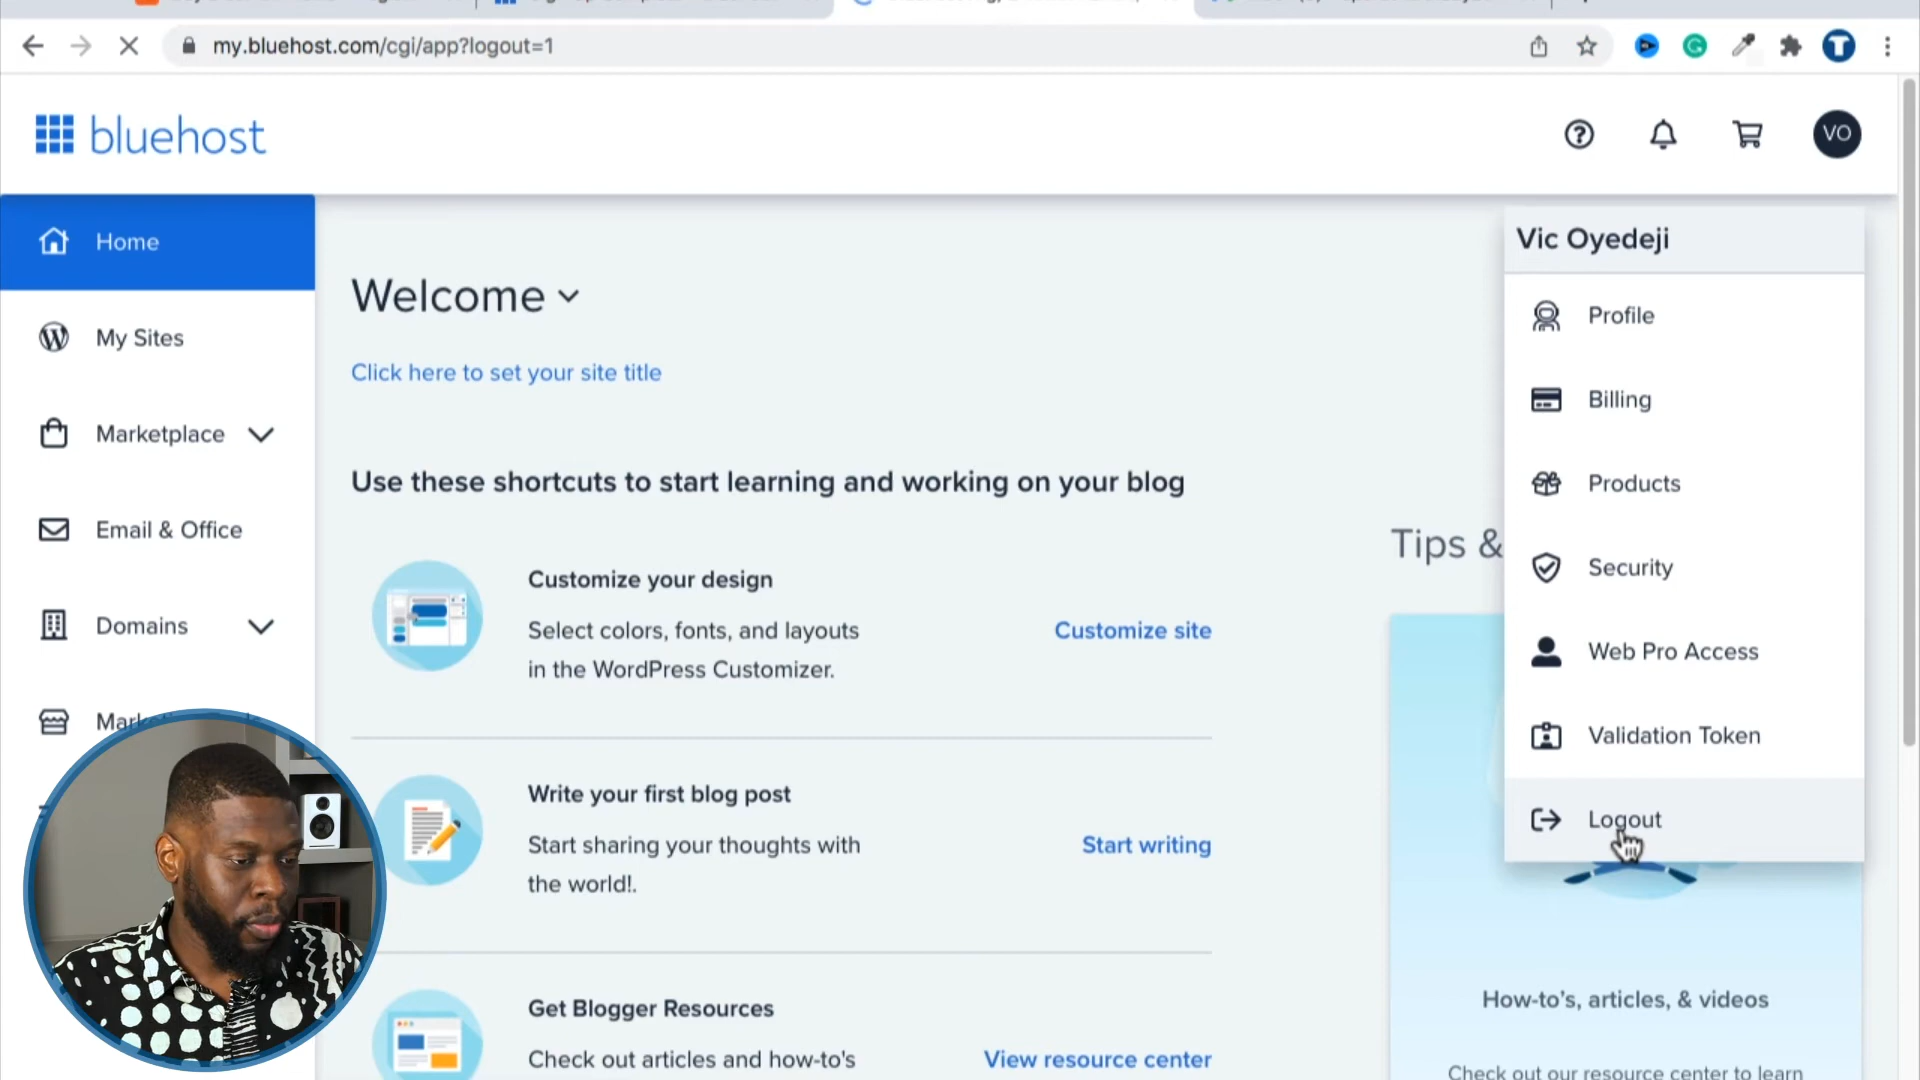 my.bluehost.com/cgi/app?logout=1
bluehost
VO
Home
My Sites
Marketplace
Email & Office
Domains
Welcome
Click here to set your site title
Use these shortcuts to start learning and working on your blog
Customize your design
Select colors, fonts, and layouts
in the WordPress Customizer.
Customize site
Write your first blog post
Start sharing your thoughts with
the world!.
Start writing
Get Blogger Resources
Check out articles and how-to's
View resource center
Tips &
Vic Oyedeji
Profile
Billing
Products
Security
Web Pro Access
Validation Token
Logout
How-to's, articles, & videos
Check out our resource center to learn